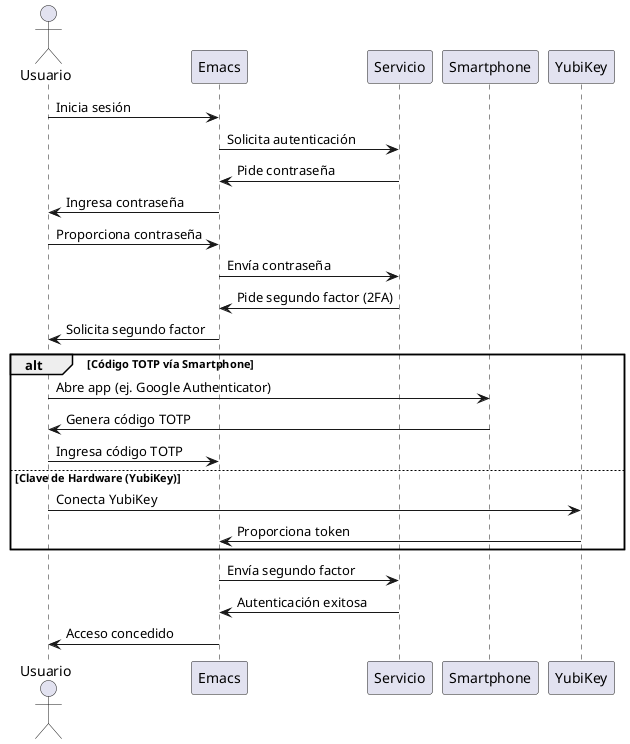 Usuario
Emacs
Servicio
Smartphone
YubiKey
Inicia sesión
Solicita autenticación
Pide contraseña
Ingresa contraseña
Proporciona contraseña
Envía contraseña
Pide segundo factor (2FA)
Solicita segundo factor
alt
[Código TOTP vía Smartphone]
Abre app (ej. Google Authenticator)
Genera código TOTP
Ingresa código TOTP
[Clave de Hardware (YubiKey)]
Conecta YubiKey
Proporciona token
Envía segundo factor
Autenticación exitosa
Acceso concedido
Usuario
Emacs
Servicio
Smartphone
YubiKey